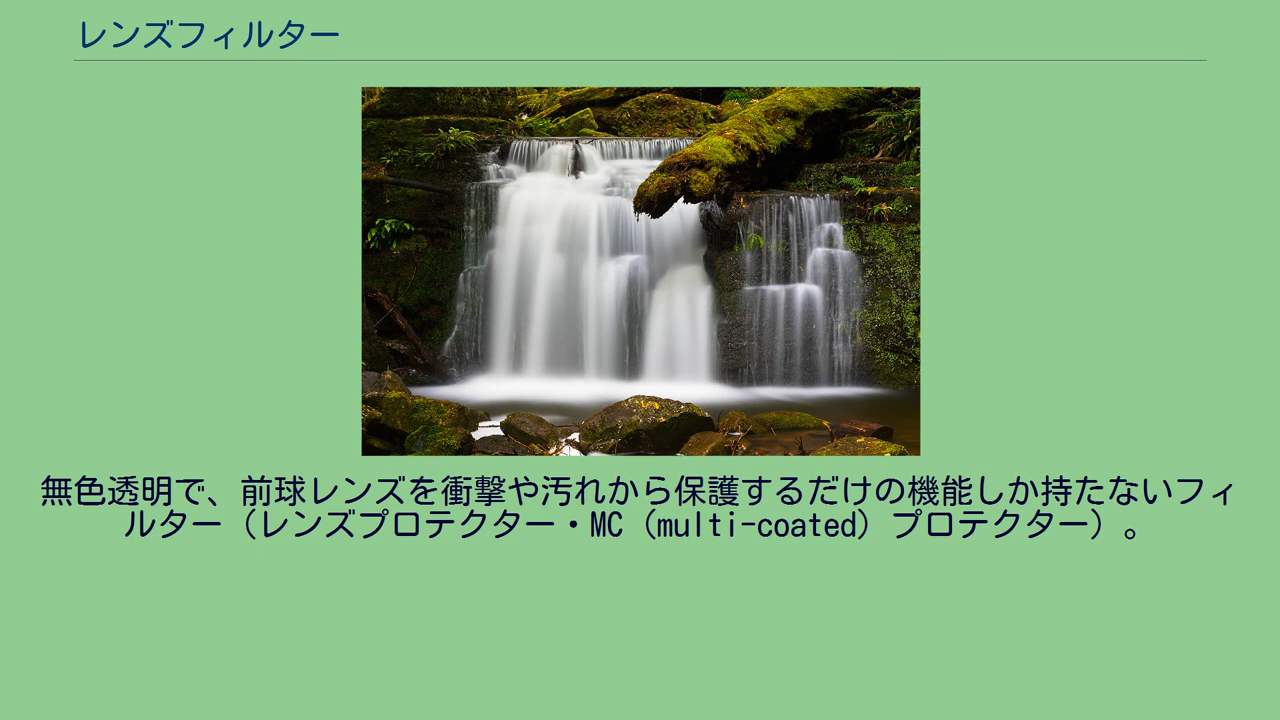 レンズフィルター
無色透明で、前球レンズを衝撃や汚れから保護するだけの機能しか持たないフィ
ルター（レンズプロテクター・MC（multi-coated）プロテクター）。